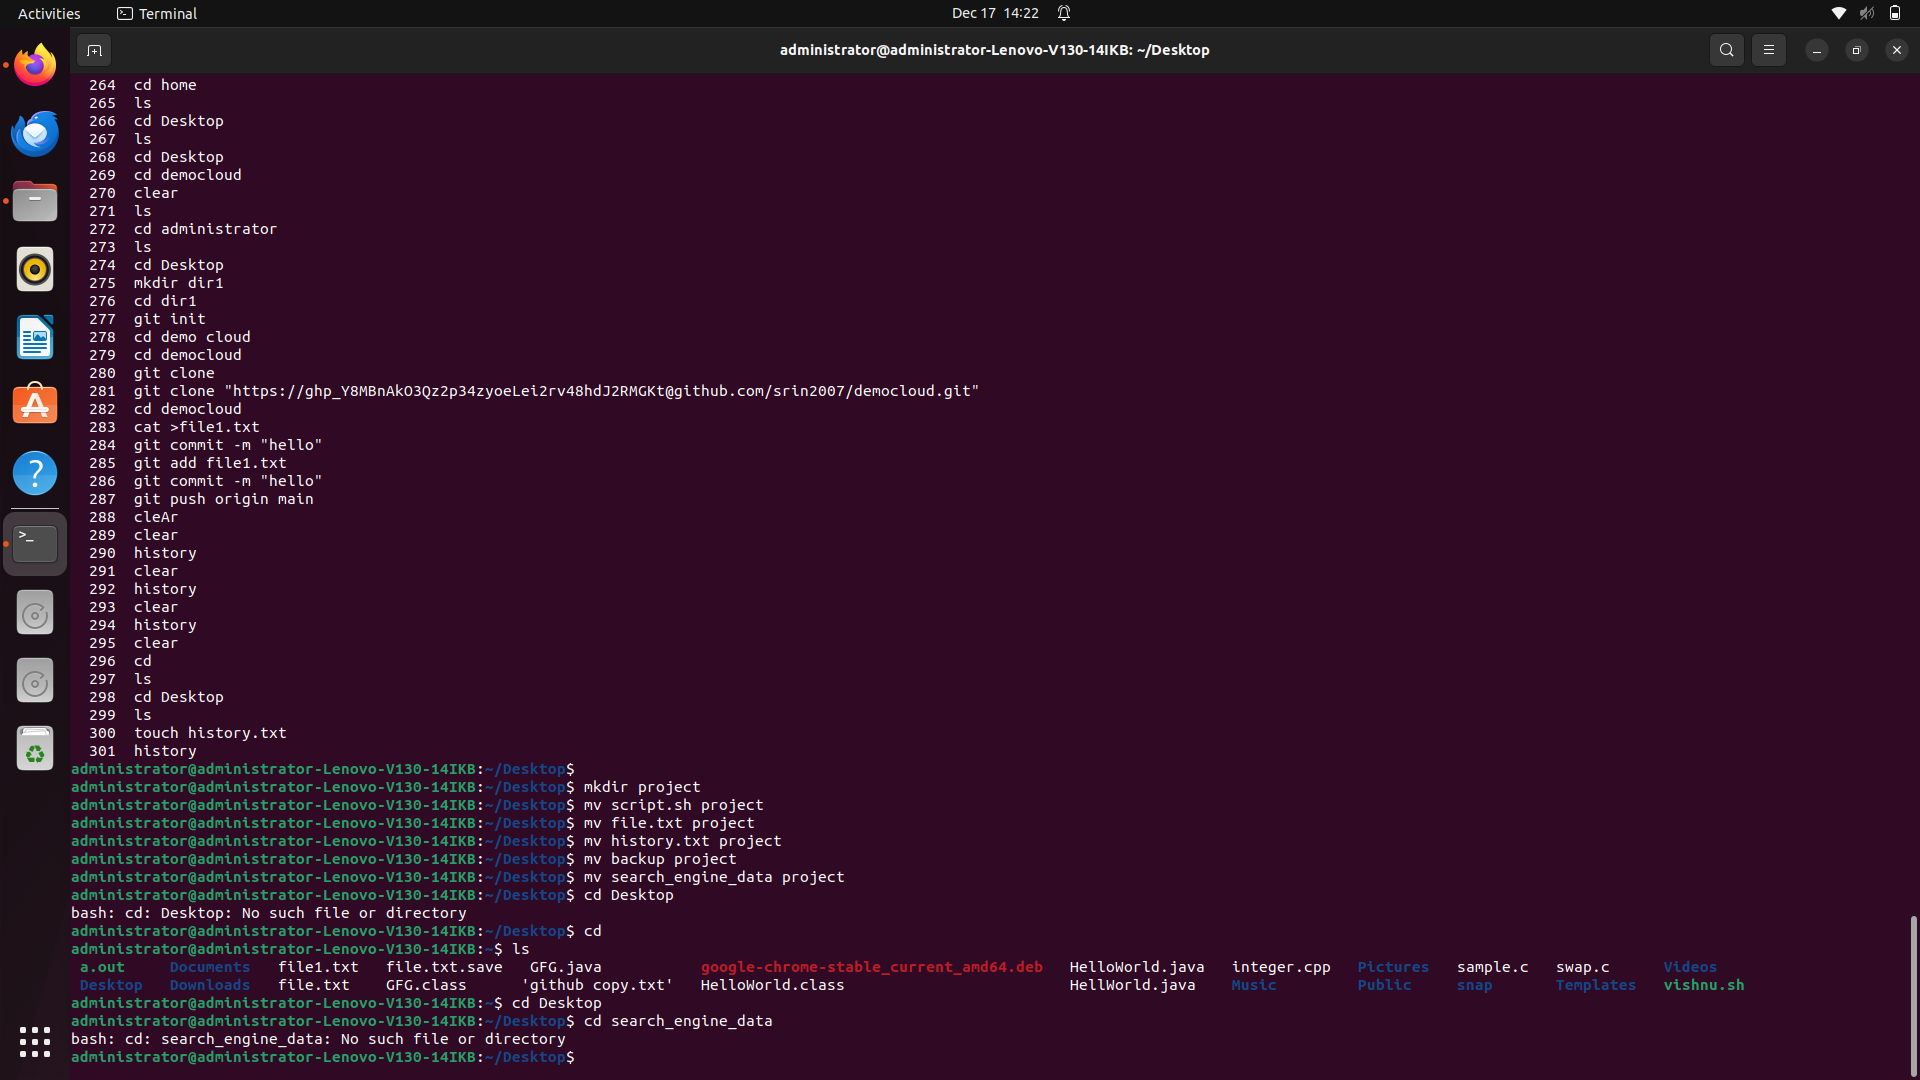 Activities Terminal Dec 17 14:22
administrator@administrator-Lenovo-V130-14IKB: ~/Desktop
264 cd home
265 ls
266 cd Desktop
267 ls
268 cd Desktop
269 cd democloud
270 clear
271 ls
272 cd administrator
273 ls
274 cd Desktop
275 mkdir dir1
276 cd dir1
277 git init
278 cd demo cloud
279 cd democloud
280 git clone
281 git clone "https://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@github.com/srin2007/democloud.git"
282 cd democloud
283 cat >file1.txt
284 git commit -m "hello"
285 git add file1.txt
286 git commit -m "hello"
287 git push origin main
288 cleAr
289 clear
290 history
291 clear
292 history
293 clear
294 history
295 clear
296 cd
297 ls
298 cd Desktop
299 ls
300 touch history.txt
301 history
administrator@administrator-Lenovo-V130-14IKB:~/Desktop$
administrator@administrator-Lenovo-V130-14IKB:~/Desktop$ mkdir project
administrator@administrator-Lenovo-V130-14IKB:~/Desktop$ mv script.sh project
administrator@administrator-Lenovo-V130-14IKB:~/Desktop$ mv file.txt project
administrator@administrator-Lenovo-V130-14IKB:~/Desktop$ mv history.txt project
administrator@administrator-Lenovo-V130-14IKB:~/Desktop$ mv backup project
administrator@administrator-Lenovo-V130-14IKB:~/Desktop$ mv search_engine_data project
administrator@administrator-Lenovo-V130-14IKB:~/Desktop$ cd Desktop
bash: cd: Desktop: No such file or directory
administrator@administrator-Lenovo-V130-14IKB:~/Desktop$ cd
administrator@administrator-Lenovo-V130-14IKB:~$ ls
a.out Documents file1.txt file.txt.save GFG.java google-chrome-stable_current_amd64.deb HelloWorld.java integer.cpp Pictures sample.c swap.c Videos
Desktop Downloads file.txt GFG.class 'github copy.txt' HelloWorld.class HellWorld.java Music Public snap Templates vishnu.sh
administrator@administrator-Lenovo-V130-14IKB:~$ cd Desktop
administrator@administrator-Lenovo-V130-14IKB:~/Desktop$ cd search_engine_data
bash: cd: search_engine_data: No such file or directory
administrator@administrator-Lenovo-V130-14IKB:~/Desktop$